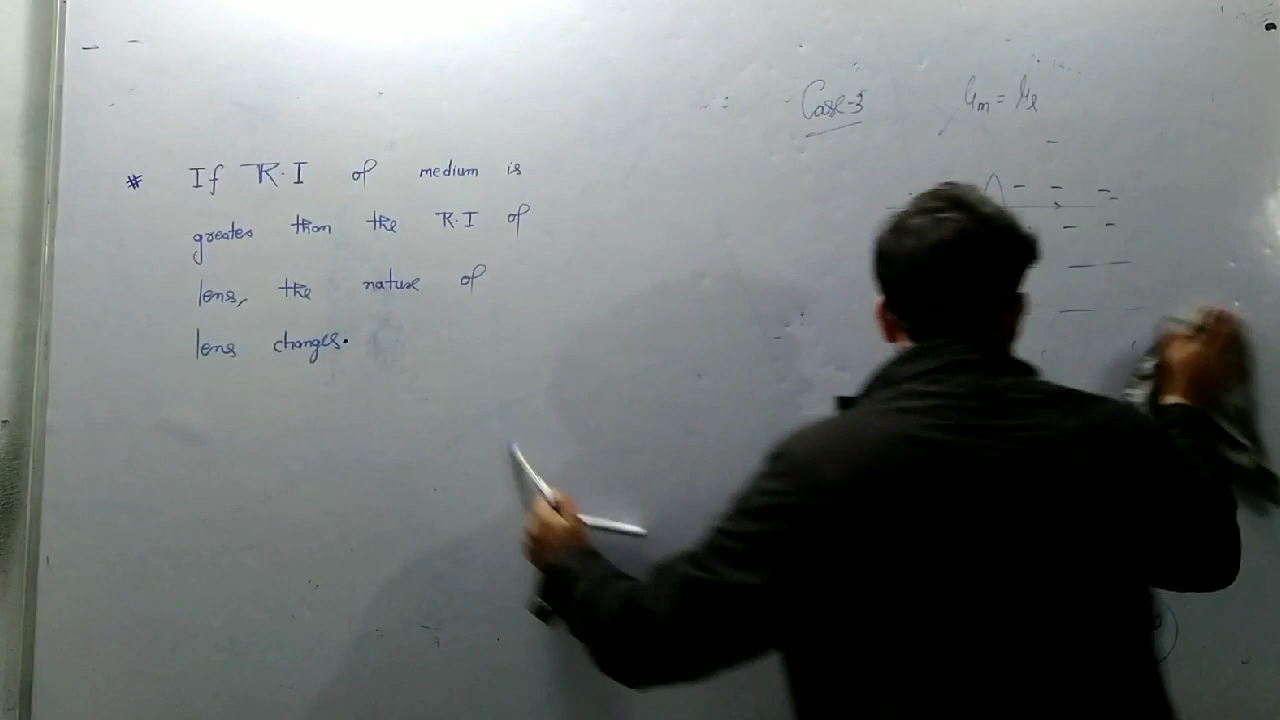 * If R.I of medium is
greater than the R.I of
lens, the nature of
lens changes.
Case-3 μm = μl